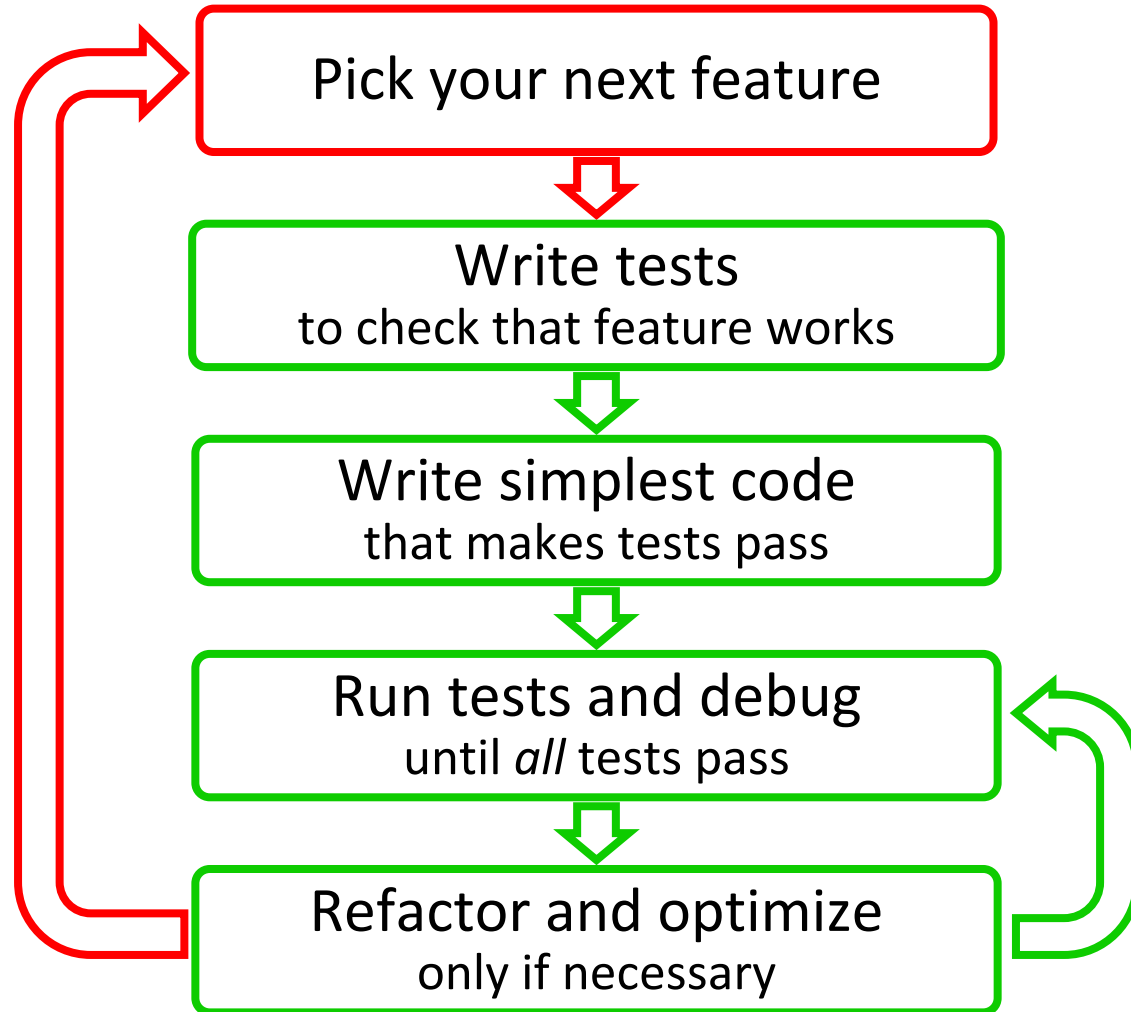 Pick your next feature
Write tests
to check that feature works
Write simplest code
that makes tests pass
Run tests and debug
until all tests pass
Refactor and optimize
only if necessary